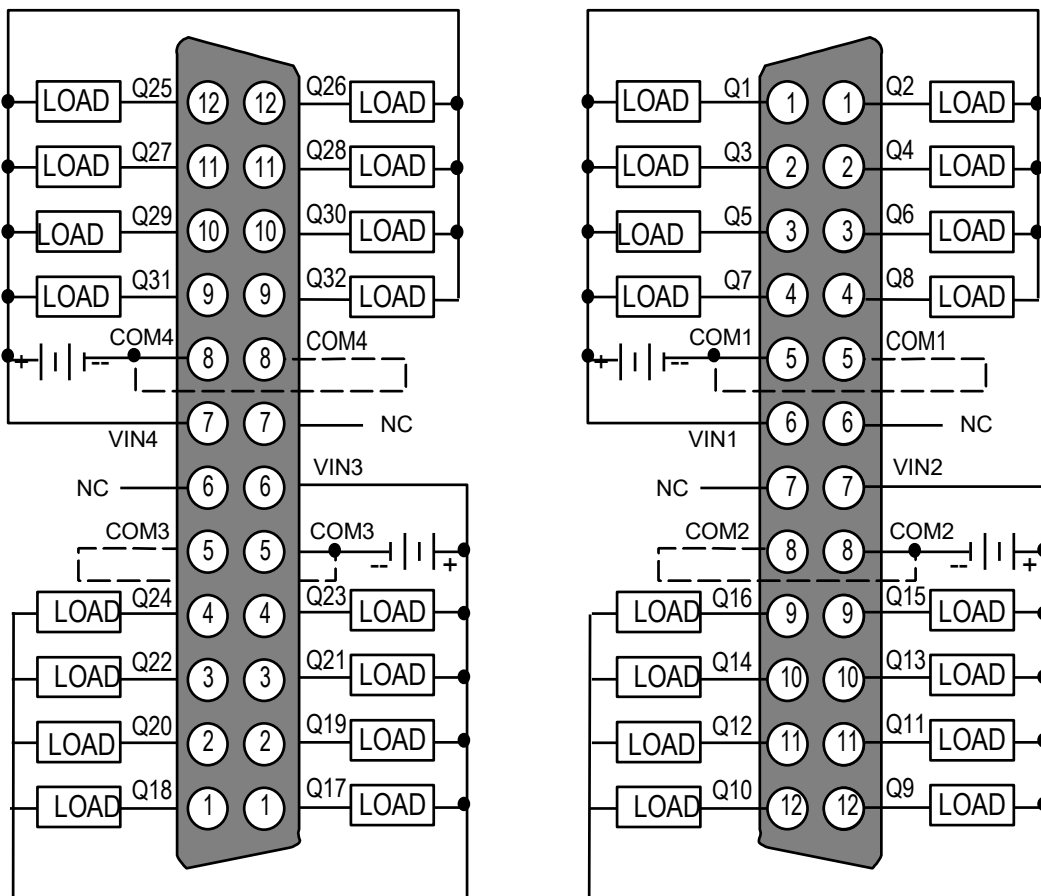 Q25 Q26 Q1 Q2
LOAD 12 12 LOAD LOAD 1 1 LOAD
Q27 Q28 Q3 Q4
LOAD 11 11 LOAD LOAD 2 2 LOAD
Q29 Q30 Q5 Q6
LOAD 10 10 LOAD LOAD 3 3 LOAD
Q31 Q32 Q7 Q8
LOAD 9 9 LOAD LOAD 4 4 LOAD
COM4 COM4 COM1 COM1
+ -- 8 8 + -- 5 5
VIN4 7 7 NC VIN1 6 6 NC
VIN3 VIN2
NC 6 6 NC 7 7
COM3 COM3 COM2 COM2
5 5 -- + 8 8 -- +
Q24 Q23 Q16 Q15
LOAD 4 4 LOAD LOAD 9 9 LOAD
Q22 Q21 Q14 Q13
LOAD 3 3 LOAD LOAD 10 10 LOAD
Q20 Q19 Q12 Q11
LOAD 2 2 LOAD LOAD 11 11 LOAD
Q18 Q17 Q10 Q9
LOAD 1 1 LOAD LOAD 12 12 LOAD